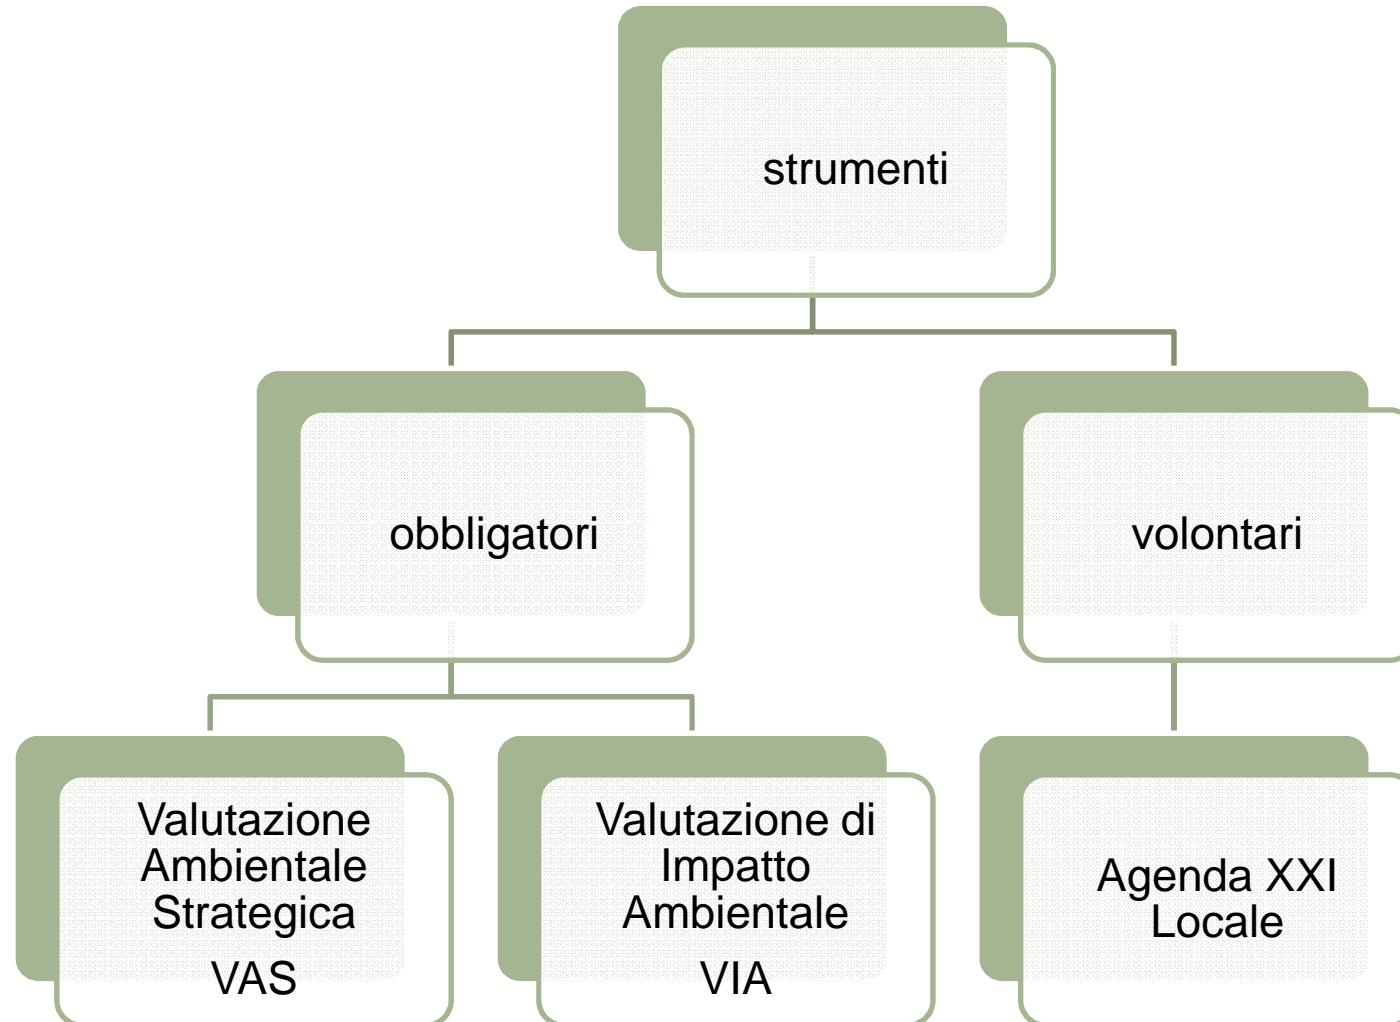 strumenti
obbligatori
volontari
Valutazione
Ambientale
Strategica
VAS
Valutazione di
Impatto
Ambientale
VIA
Agenda XXI
Locale